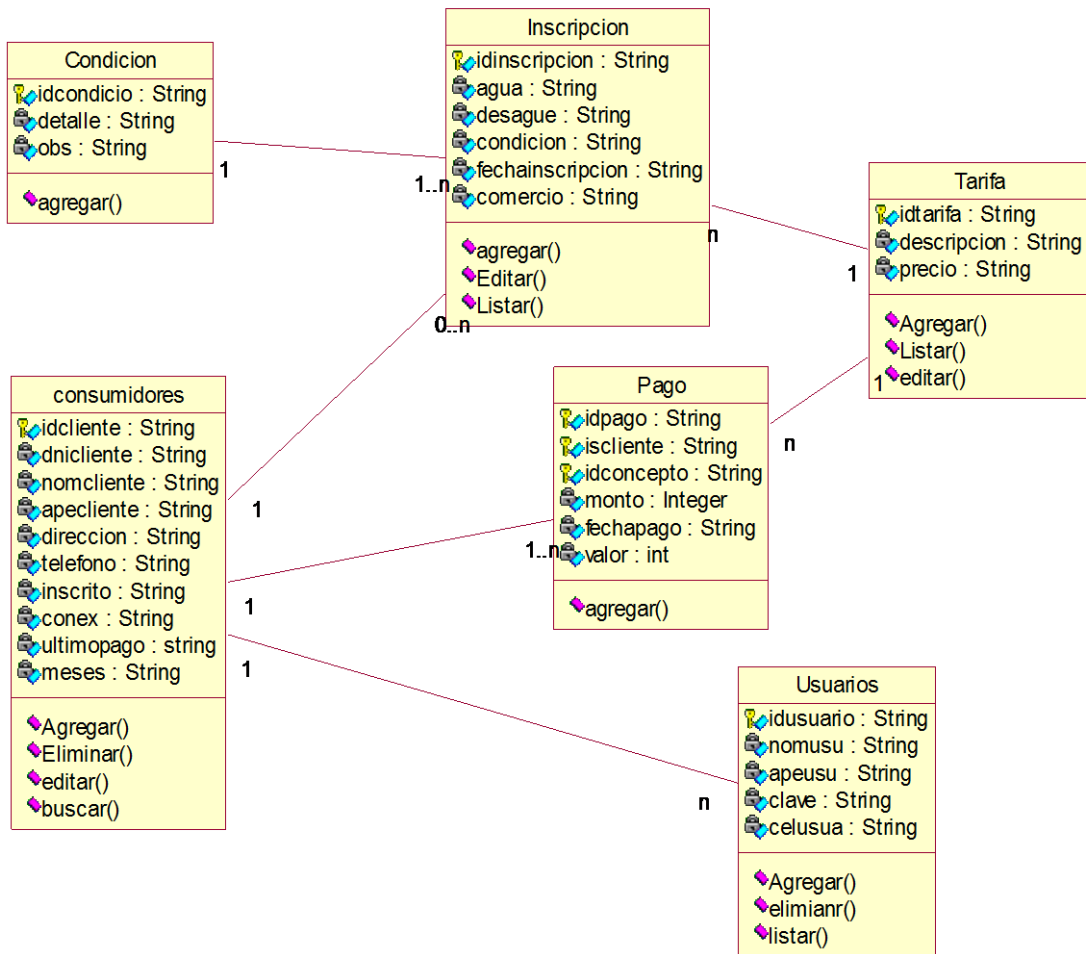 Condicion
idcondicio : String
detalle : String
obs : String
agregar()
1
1..n
Inscripcion
idinscripcion : String
agua : String
desague : String
condicion : String
fechainscripcion : String
comercio : String
agregar()
Editar()
Listar()
n
1
0..n
1
Tarifa
idtarifa : String
descripcion : String
precio : String
Agregar()
Listar()
editar()
1
n
consumidores
idcliente : String
dnicliente : String
nomcliente : String
apecliente : String
direccion : String
telefono : String
inscrito : String
conex : String
ultimopago : string
meses : String
Agregar()
Eliminar()
editar()
buscar()
Pago
idpago : String
iscliente : String
idconcepto : String
monto : Integer
fechapago : String
valor : int
agregar()
1..n
1
1
n
Usuarios
idusuario : String
nomusu : String
apeusu : String
clave : String
celusua : String
Agregar()
elimianr()
listar()